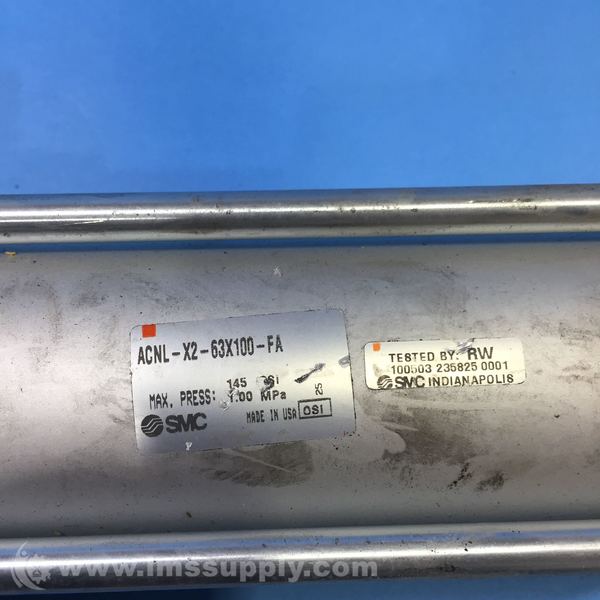 ACNL-X2-63X100-FA
145 PSI
MAX. PRESS: 1.00 MPa
SMC
MADE IN USA OSI 25
TESTED BY: RW
100503 235825 0001
SMC INDIANAPOLIS
www.imssupply.com